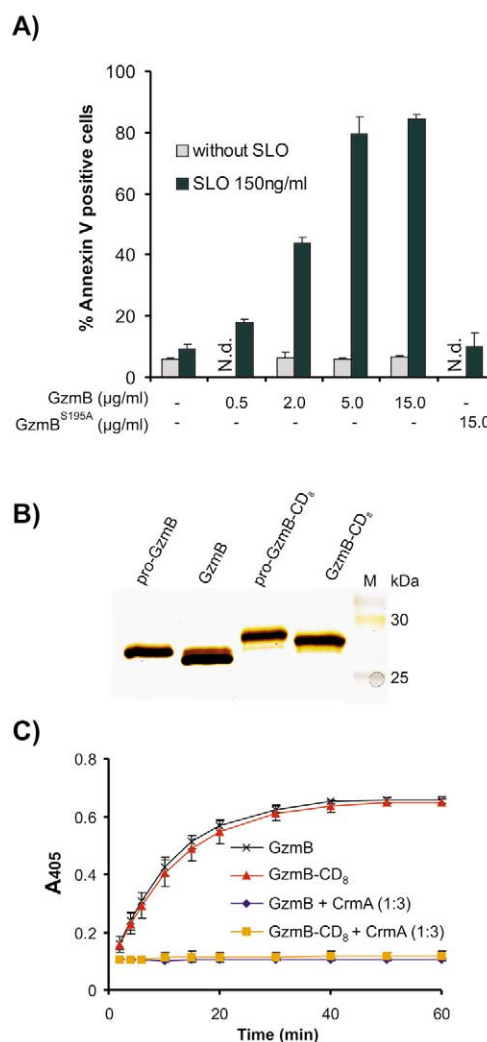 A)
% Annexin V positive cells
100
80
60
40
20
0
without SLO
SLO 150ng/ml
N.d.
N.d.
GzmB (µg/ml) - 0.5 2.0 5.0 15.0 -
GzmB^S195A (µg/ml) - - - - - 15.0
B)
pro-GzmB
GzmB
pro-GzmB-CD₈
GzmB-CD₈
M kDa
30
25
C)
A405
0.8
0.6
0.4
0.2
0
GzmB
GzmB-CD₈
GzmB + CrmA (1:3)
GzmB-CD₈ + CrmA (1:3)
0 20 40 60
Time (min)